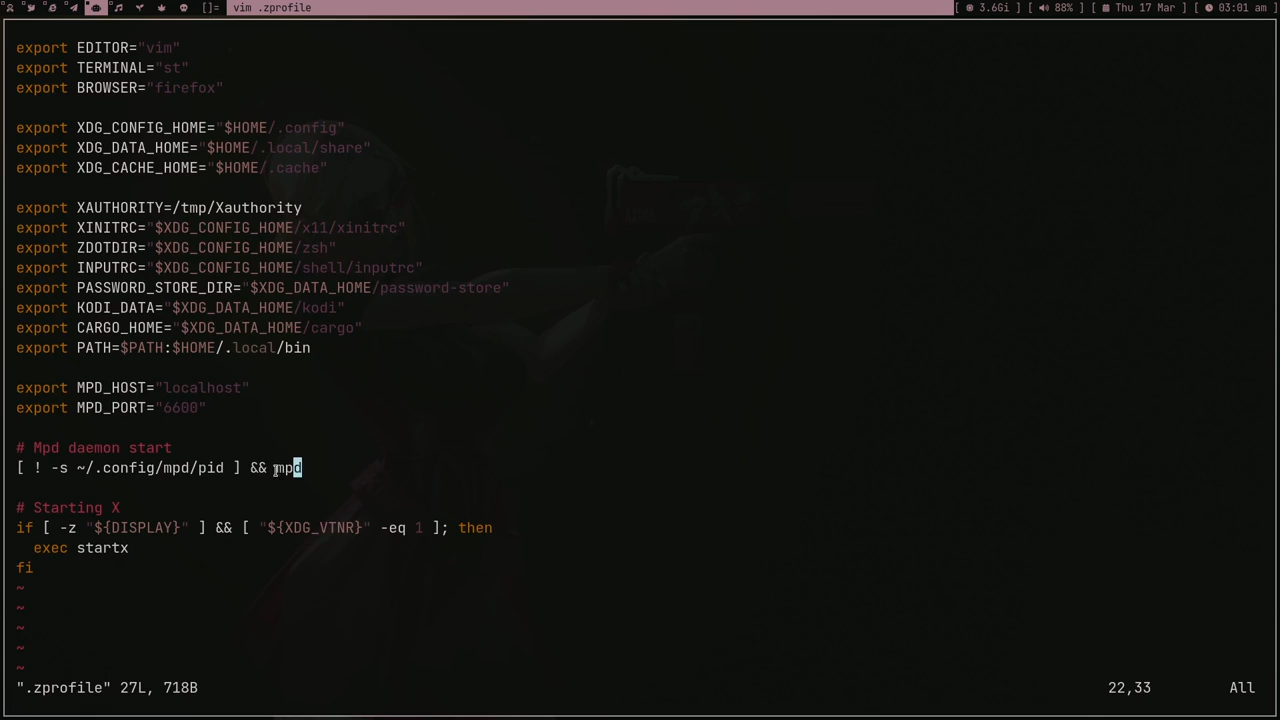 []= vim .zprofile [ 3.6Gi ] [ 88% ] [ Thu 17 Mar ] [ 03:01 am ]
export EDITOR="vim"
export TERMINAL="st"
export BROWSER="firefox"
export XDG_CONFIG_HOME="$HOME/.config"
export XDG_DATA_HOME="$HOME/.local/share"
export XDG_CACHE_HOME="$HOME/.cache"
export XAUTHORITY=/tmp/Xauthority
export XINITRC="$XDG_CONFIG_HOME/x11/xinitrc"
export ZDOTDIR="$XDG_CONFIG_HOME/zsh"
export INPUTRC="$XDG_CONFIG_HOME/shell/inputrc"
export PASSWORD_STORE_DIR="$XDG_DATA_HOME/password-store"
export KODI_DATA="$XDG_DATA_HOME/kodi"
export CARGO_HOME="$XDG_DATA_HOME/cargo"
export PATH=$PATH:$HOME/.local/bin
export MPD_HOST="localhost"
export MPD_PORT="6600"
# Mpd daemon start
[ ! -s ~/.config/mpd/pid ] && mpd
# Starting X
if [ -z "${DISPLAY}" ] && [ "${XDG_VTNR}" -eq 1 ]; then
  exec startx
fi
~
~
~
~
~
".zprofile" 27L, 718B 22,33 All